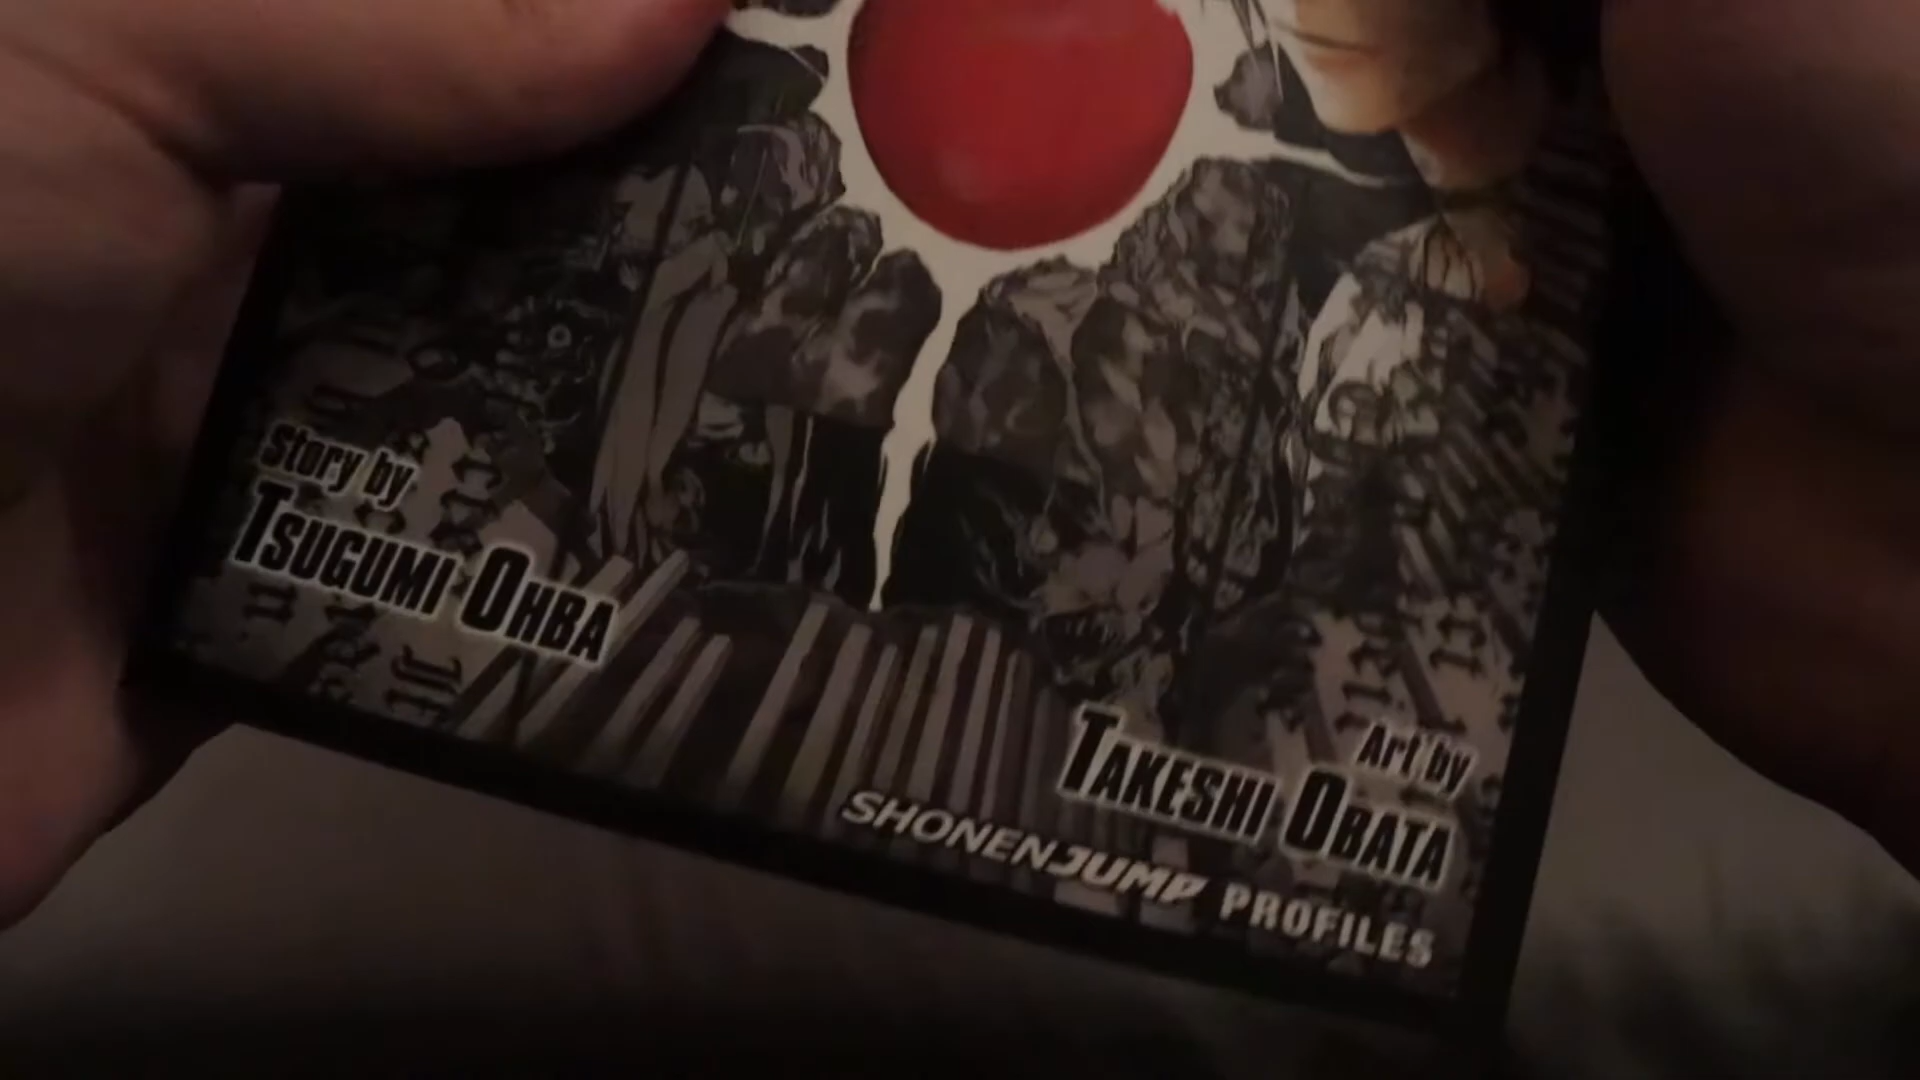 Story by
TSUGUMI OHBA
Art by
TAKESHI OBATA
SHONENJUMP PROFILES